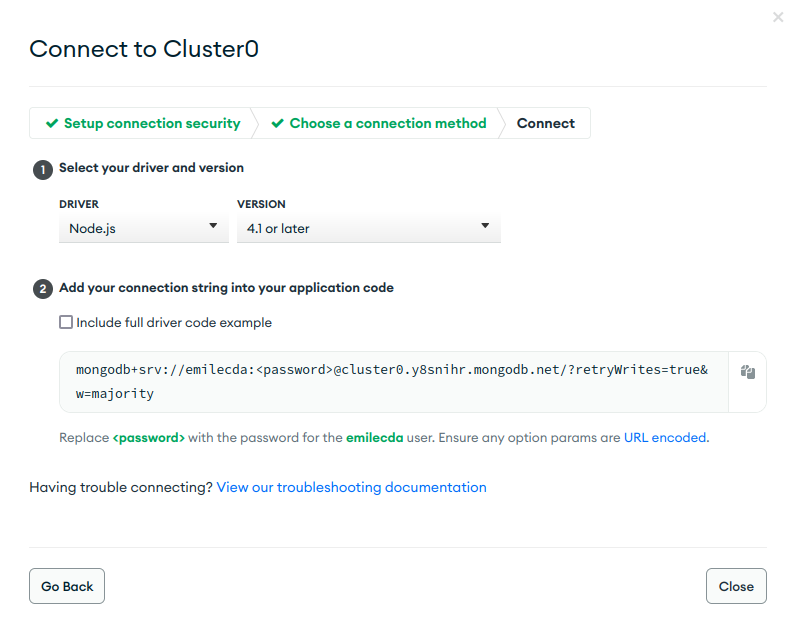 Connect to Cluster0
Setup connection security
Choose a connection method
Connect
1
Select your driver and version
DRIVER
VERSION
Node.js
4.1 or later
2
Add your connection string into your application code
Include full driver code example
mongodb+srv://emilecda:<password>@cluster0.y8snihr.mongodb.net/?retryWrites=true&
w=majority
Replace <password> with the password for the emilecda user. Ensure any option params are URL encoded.
Having trouble connecting? View our troubleshooting documentation
Go Back
Close